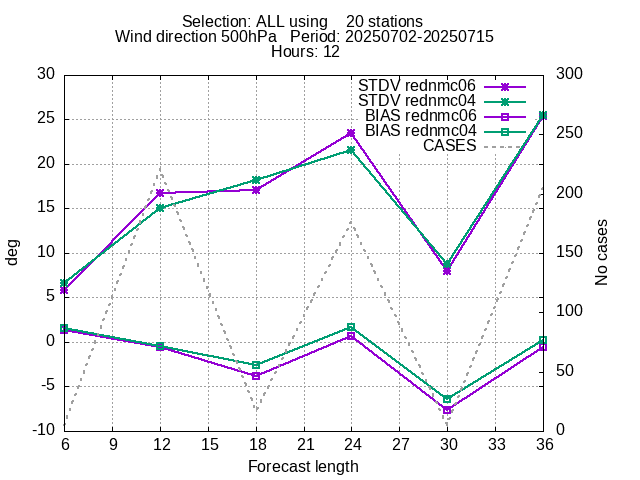 Selection: ALL using    20 stations
Wind direction 500hPa   Period: 20250702-20250715
Hours: 12
30
25
20
15
10
5
0
-5
-10
deg
STDV rednmc06
STDV rednmc04
BIAS rednmc06
BIAS rednmc04
CASES
300
250
200
150
100
50
0
No cases
6 9 12 15 18 21 24 27 30 33 36
Forecast length